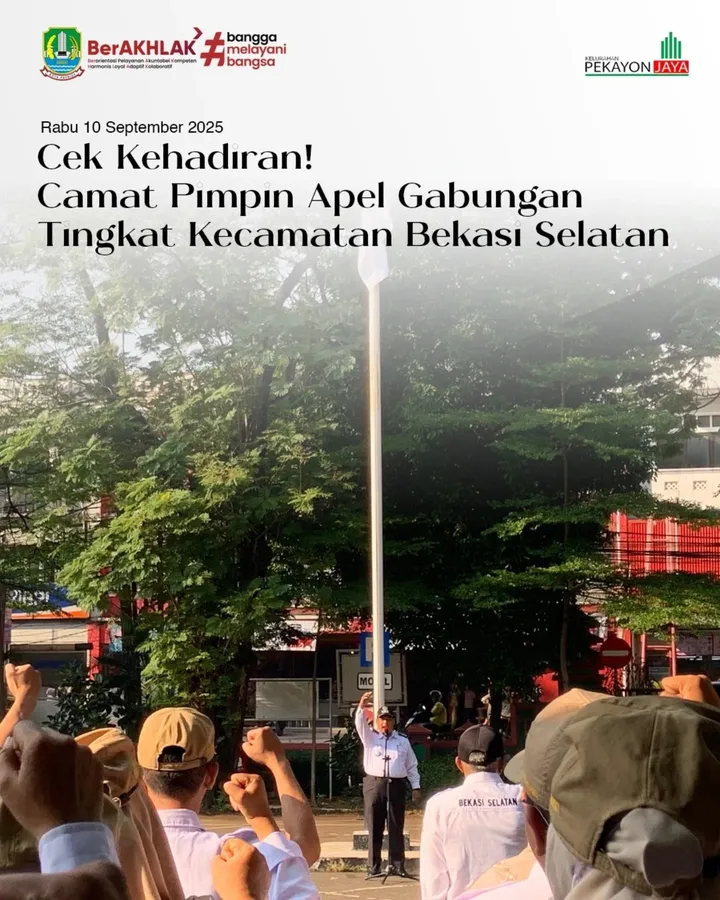 BerAKHLAK
Berorientasi Pelayanan Akuntabel Kompeten
Harmonis Loyal Adaptif Kolaboratif
#bangga
melayani
bangsa
KELURAHAN
PEKAYON JAYA
Rabu 10 September 2025
Cek Kehadiran!
Camat Pimpin Apel Gabungan
Tingkat Kecamatan Bekasi Selatan
BEKASI SELATAN